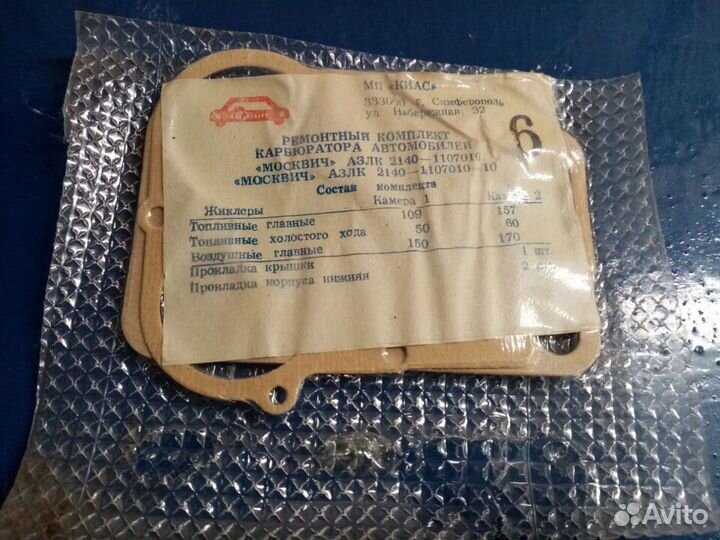 МП «КИАС»
333000 г. Симферополь
ул Набережная 32
6
РЕМОНТНЫЙ КОМПЛЕКТ
КАРБЮРАТОРА АВТОМОБИЛЕЙ
«МОСКВИЧ» АЗЛК 2140—1107010
«МОСКВИЧ» АЗЛК 2140—1107010—10
Состав комплекта
Жиклеры Камера 1 Камера 2
Топливные главные 109 157
Топливные холостого хода 50 60
Воздушные главные 150 170
Прокладка крышки 1 шт.
Прокладка корпуса нижняя 2
Avito